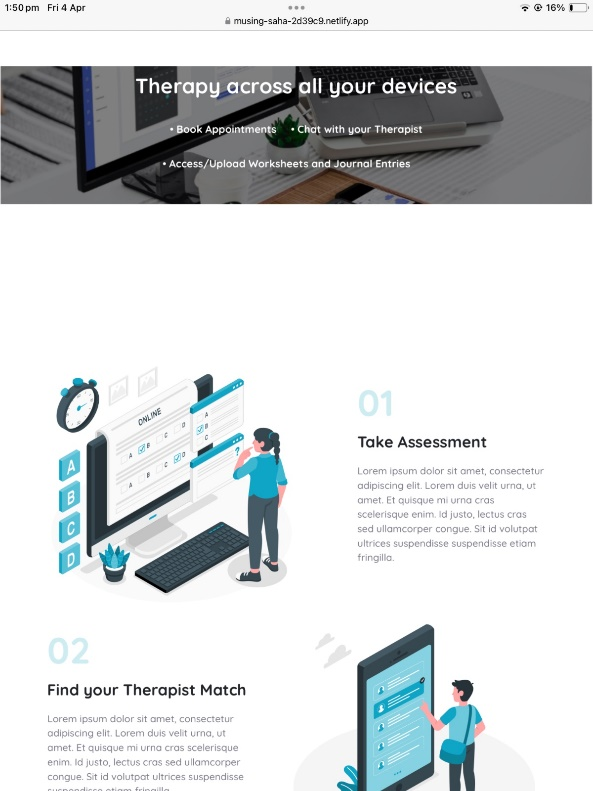 1:50 pm Fri 4 Apr
16%
musing-saha-2d39c9.netlify.app
Therapy across all your devices
• Book Appointments • Chat with your Therapist
• Access/Upload Worksheets and Journal Entries
ONLINE
A B C D
A B C D
A
B
C
?
A
B
C
D
01
Take Assessment
Lorem ipsum dolor sit amet, consectetur
adipiscing elit. Lorem duis velit urna, ut
amet. Et quisque mi urna cras
scelerisque enim. Id justo, lectus cras
sed ullamcorper congue. Sit id volutpat
ultrices suspendisse suspendisse etiam
fringilla.
02
Find your Therapist Match
Lorem ipsum dolor sit amet, consectetur
adipiscing elit. Lorem duis velit urna, ut
amet. Et quisque mi urna cras scelerisque
enim. Id justo, lectus cras sed ullamcorper
congue. Sit id volutpat ultrices suspendisse
suspendisse etiam fringilla.